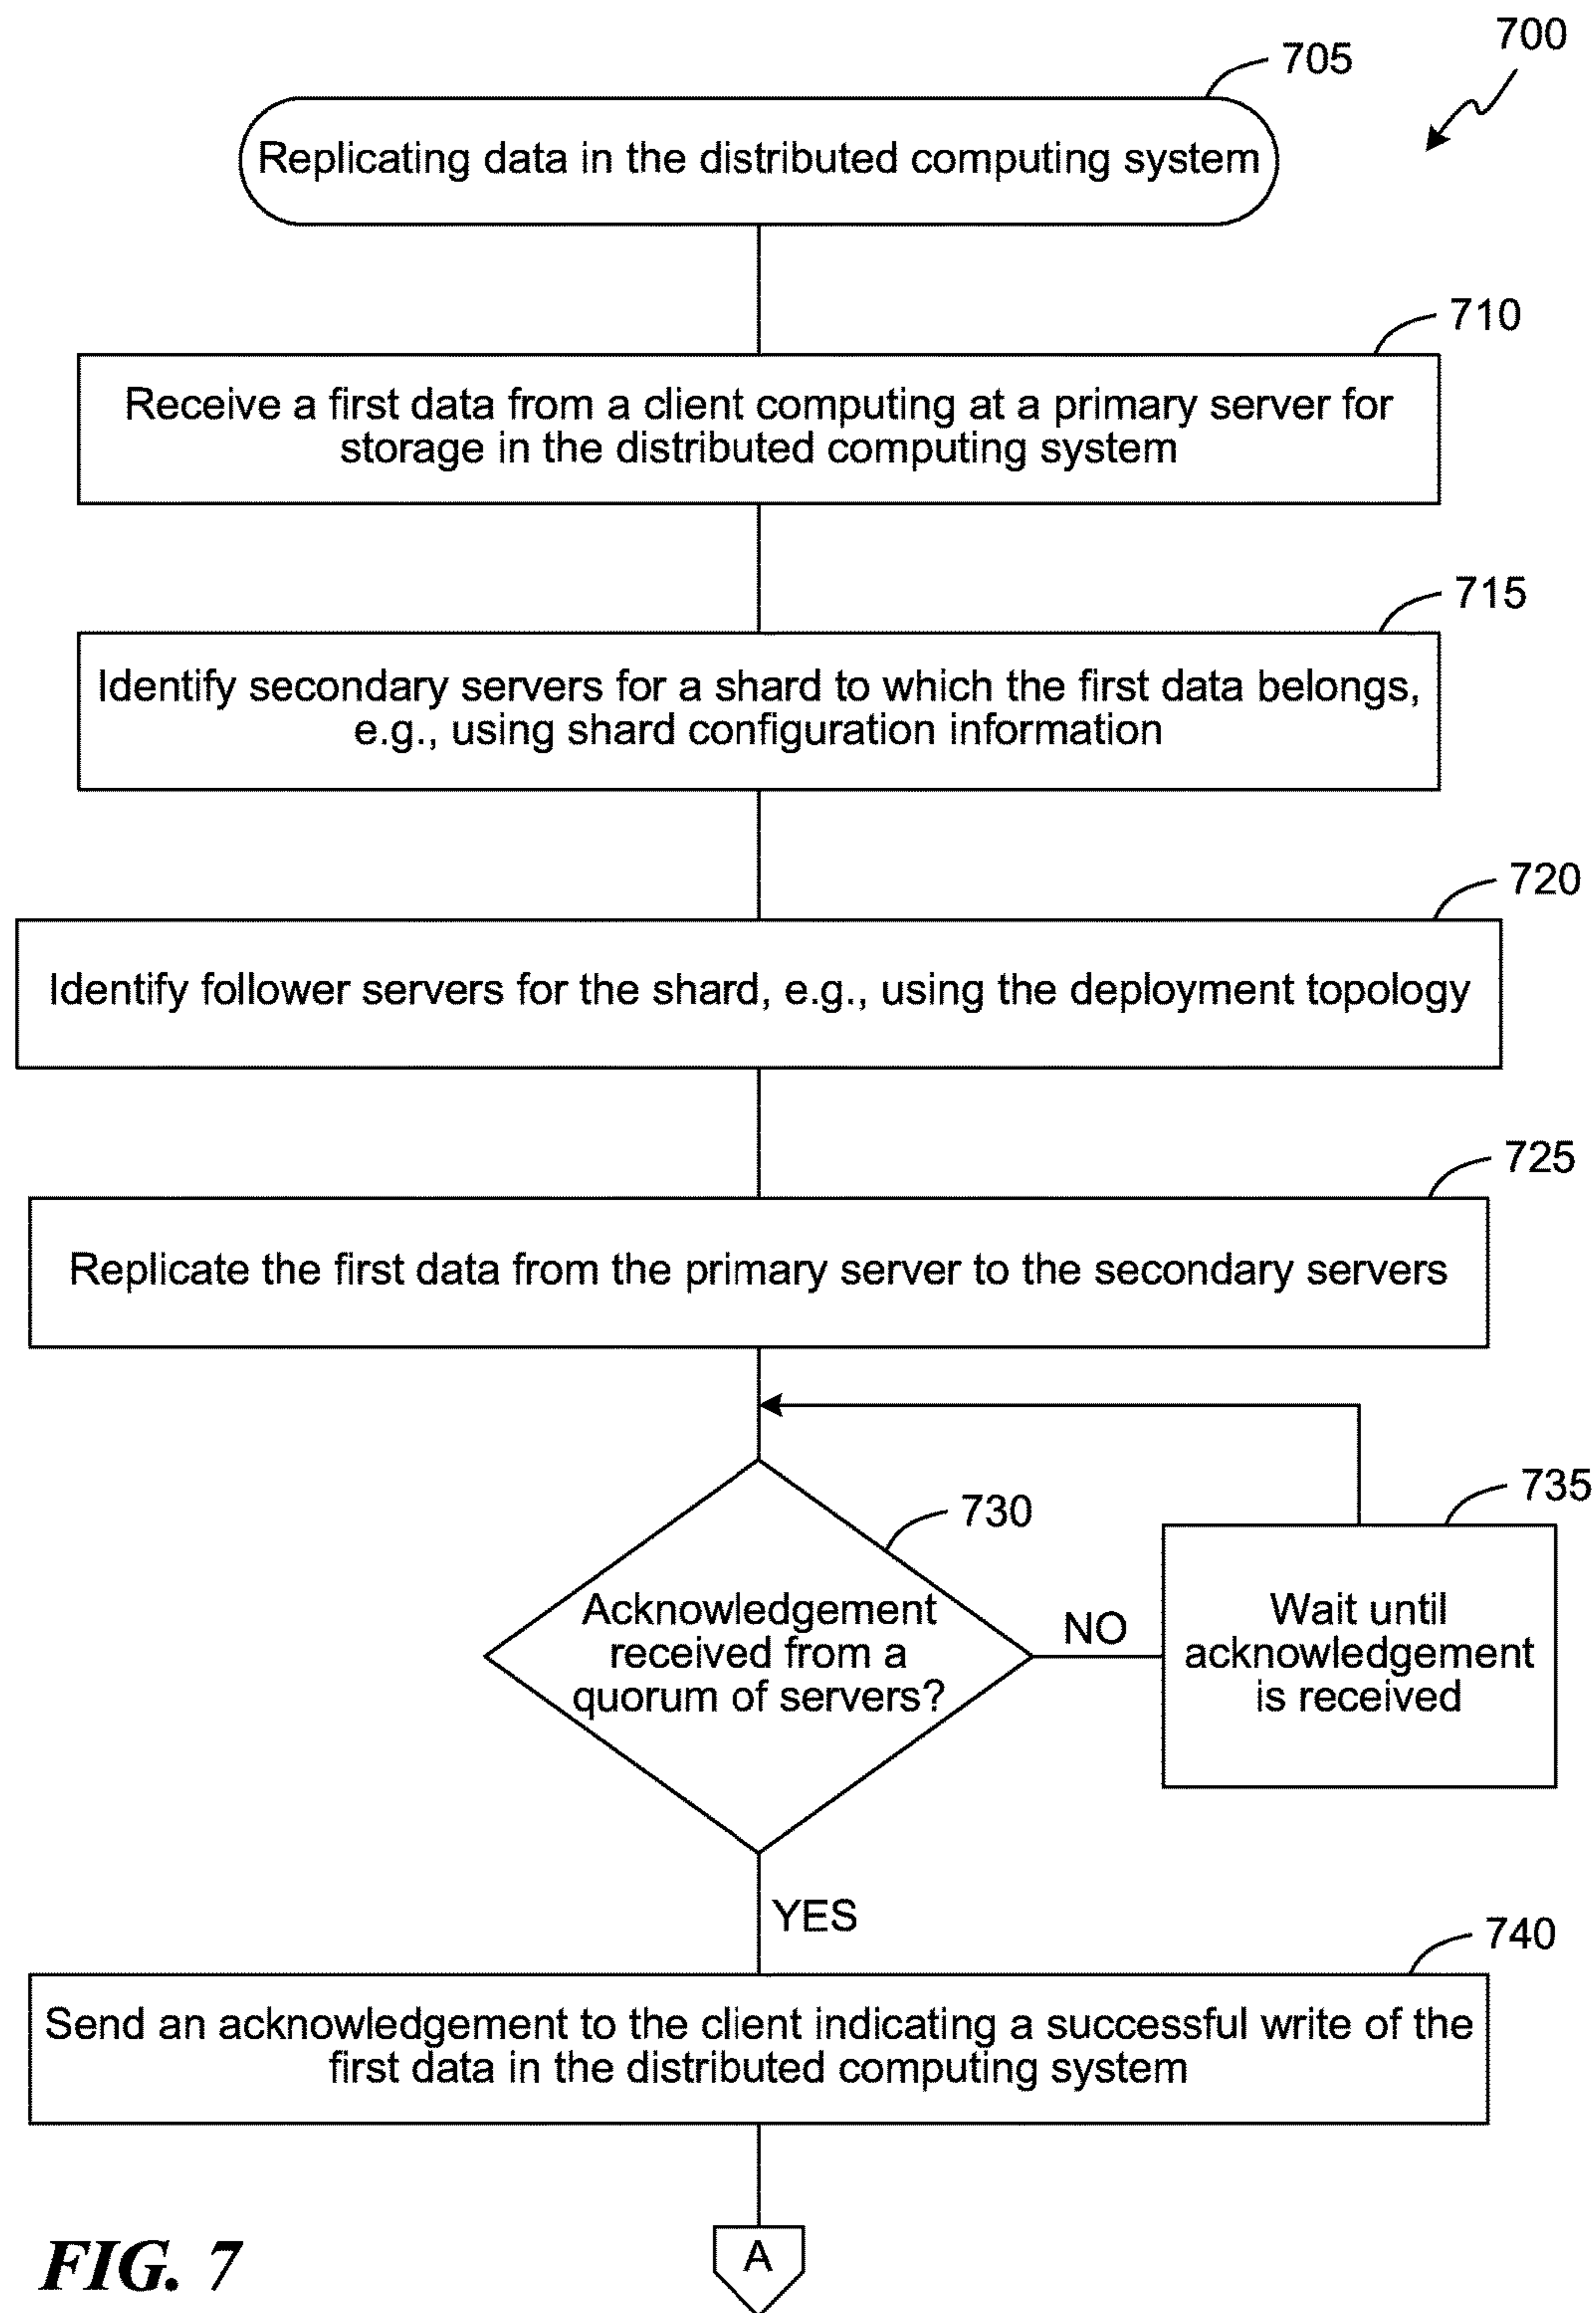 700
705
Replicating data in the distributed computing system
710
Receive a first data from a client computing at a primary server for
storage in the distributed computing system
715
Identify secondary servers for a shard to which the first data belongs,
e.g., using shard configuration information
720
Identify follower servers for the shard, e.g., using the deployment topology
725
Replicate the first data from the primary server to the secondary servers
730
Acknowledgement
received from a
quorum of servers?
NO
735
Wait until
acknowledgement
is received
YES
740
Send an acknowledgement to the client indicating a successful write of the
first data in the distributed computing system
A
FIG. 7